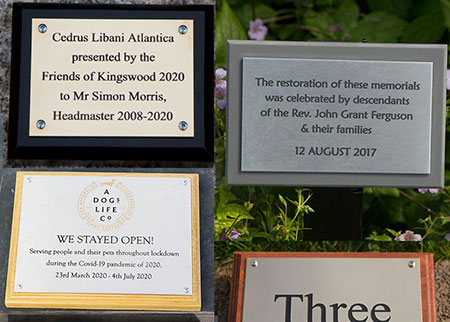 Cedrus Libani Atlantica
presented by the
Friends of Kingswood 2020
to Mr Simon Morris,
Headmaster 2008-2020
The restoration of these memorials
was celebrated by descendants
of the Rev. John Grant Ferguson
& their families
12 AUGUST 2017
A
DOGS
LIFE
Co
WE STAYED OPEN!
Serving people and their pets throughout lockdown
during the Covid-19 pandemic of 2020.
23rd March 2020 - 4th July 2020
Three